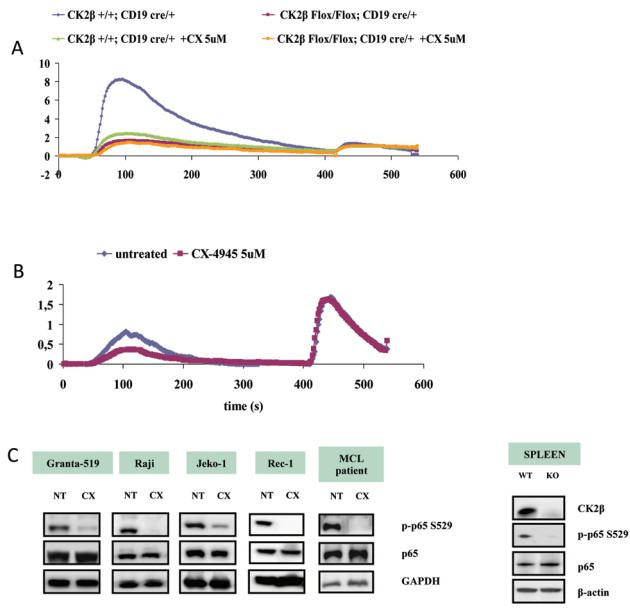 CK2β +/+; CD19 cre/+
CK2β Flox/Flox; CD19 cre/+
CK2β +/+; CD19 cre/+ +CX 5uM
CK2β Flox/Flox; CD19 cre/+ +CX 5uM
A
10
8
6
4
2
0
-2
0 100 200 300 400 500 600
untreated
CX-4945 5uM
B
2
1,5
1
0,5
0
0 100 200 300 400 500 600
time (s)
C
Granta-519 Raji Jeko-1 Rec-1 MCL patient
NT CX NT CX NT CX NT CX NT CX
p-p65 S529
p65
GAPDH
SPLEEN
WT KO
CK2β
p-p65 S529
p65
β-actin